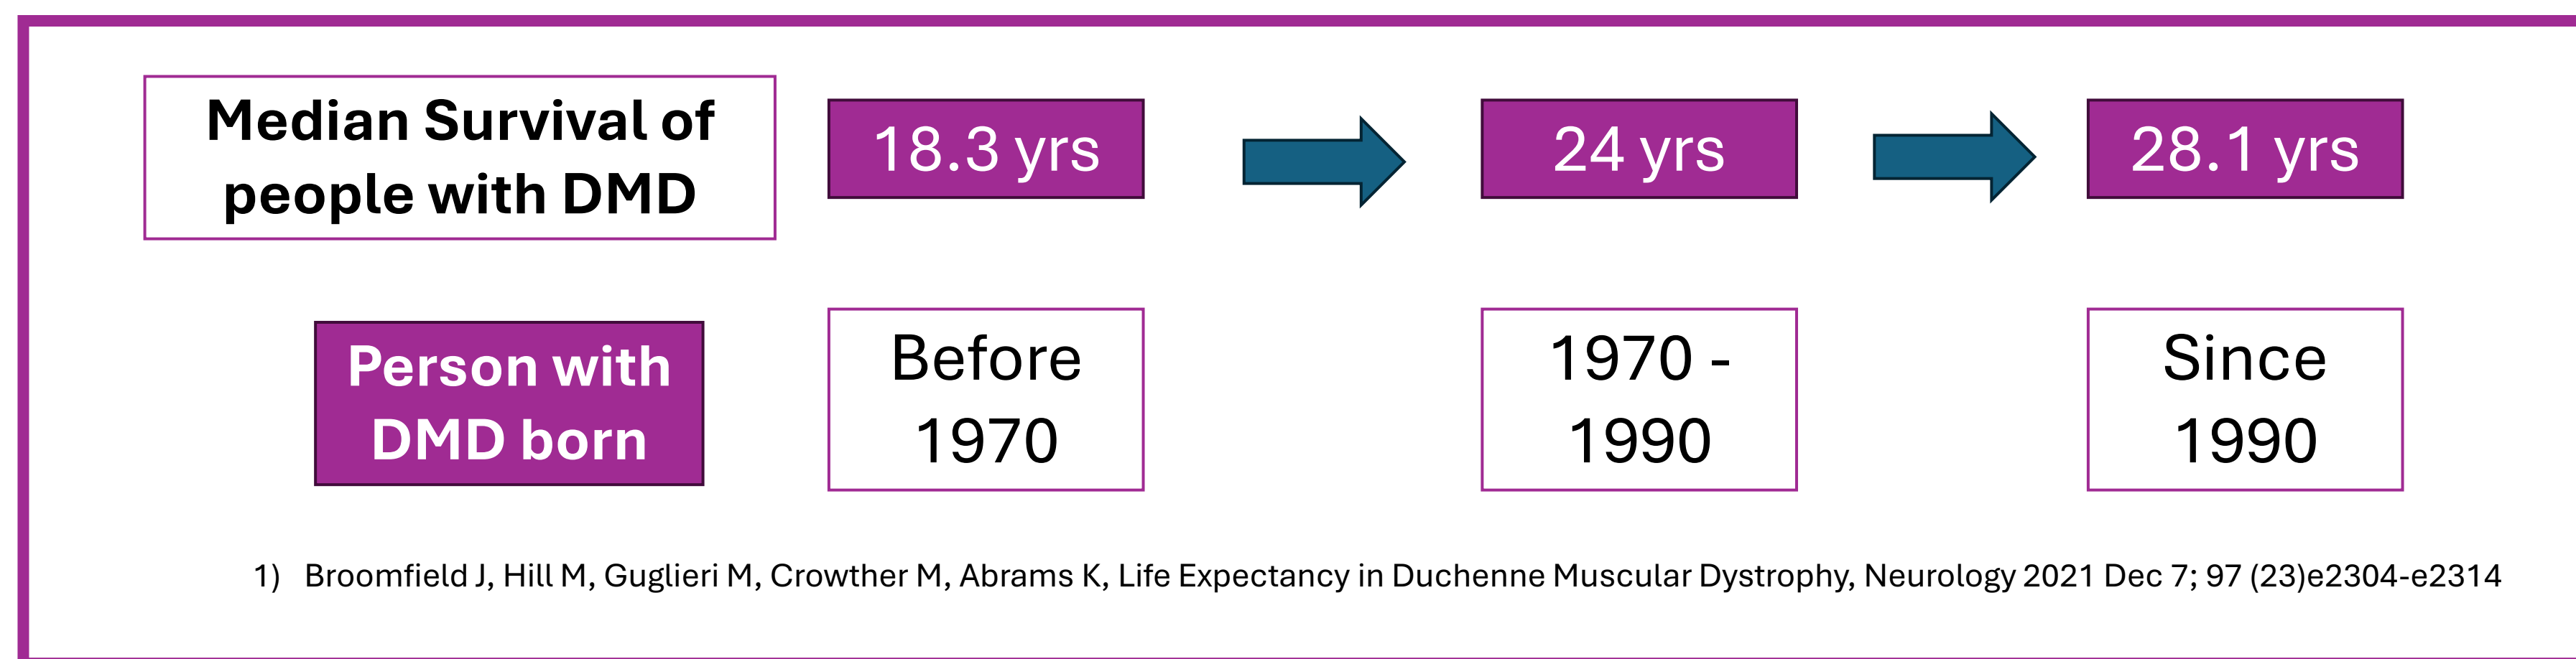 Median Survival of
people with DMD
18.3 yrs
24 yrs
28.1 yrs
Person with
DMD born
Before
1970
1970 -
1990
Since
1990
1) Broomfield J, Hill M, Guglieri M, Crowther M, Abrams K, Life Expectancy in Duchenne Muscular Dystrophy, Neurology 2021 Dec 7; 97 (23)e2304-e2314